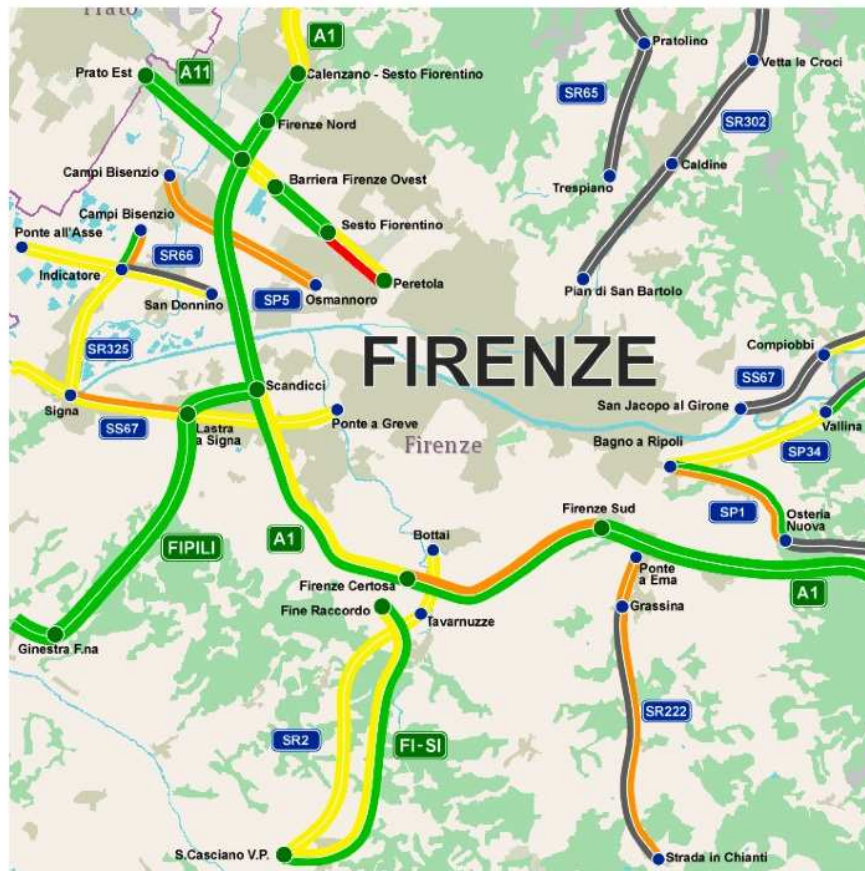 Prato
A1
Pratolino
Prato Est
A11
Calenzano - Sesto Fiorentino
Vetta le Croci
SR65
Firenze Nord
SR302
Campi Bisenzio
Barriera Firenze Ovest
Caldine
Trespiano
Campi Bisenzio
Ponte all'Asse
Sesto Fiorentino
SR66
Indicatore
Peretola
San Donnino
SP5
Osmannoro
Pian di San Bartolo
SR325
FIRENZE
Compiobbi
SS67
Scandicci
Signa
San Jacopo al Girone
SS67
Lastra
a Signa
Ponte a Greve
Vallina
Firenze
Bagno a Ripoli
SP34
SP1
Firenze Sud
Osteria
Nuova
FIPILI
A1
Bottai
Ponte
a Ema
Firenze Certosa
A1
Fine Raccordo
Tavarnuzze
Grassina
Ginestra F.na
SR222
SR2
FI-SI
S.Casciano V.P.
Strada in Chianti